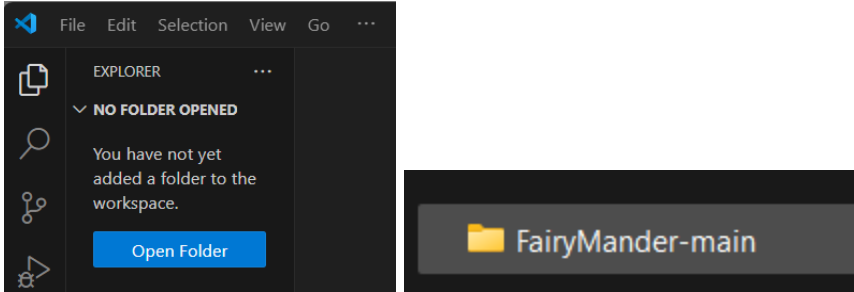 File Edit Selection View Go ...
EXPLORER ...
NO FOLDER OPENED
You have not yet
added a folder to the
workspace.
Open Folder
FairyMander-main